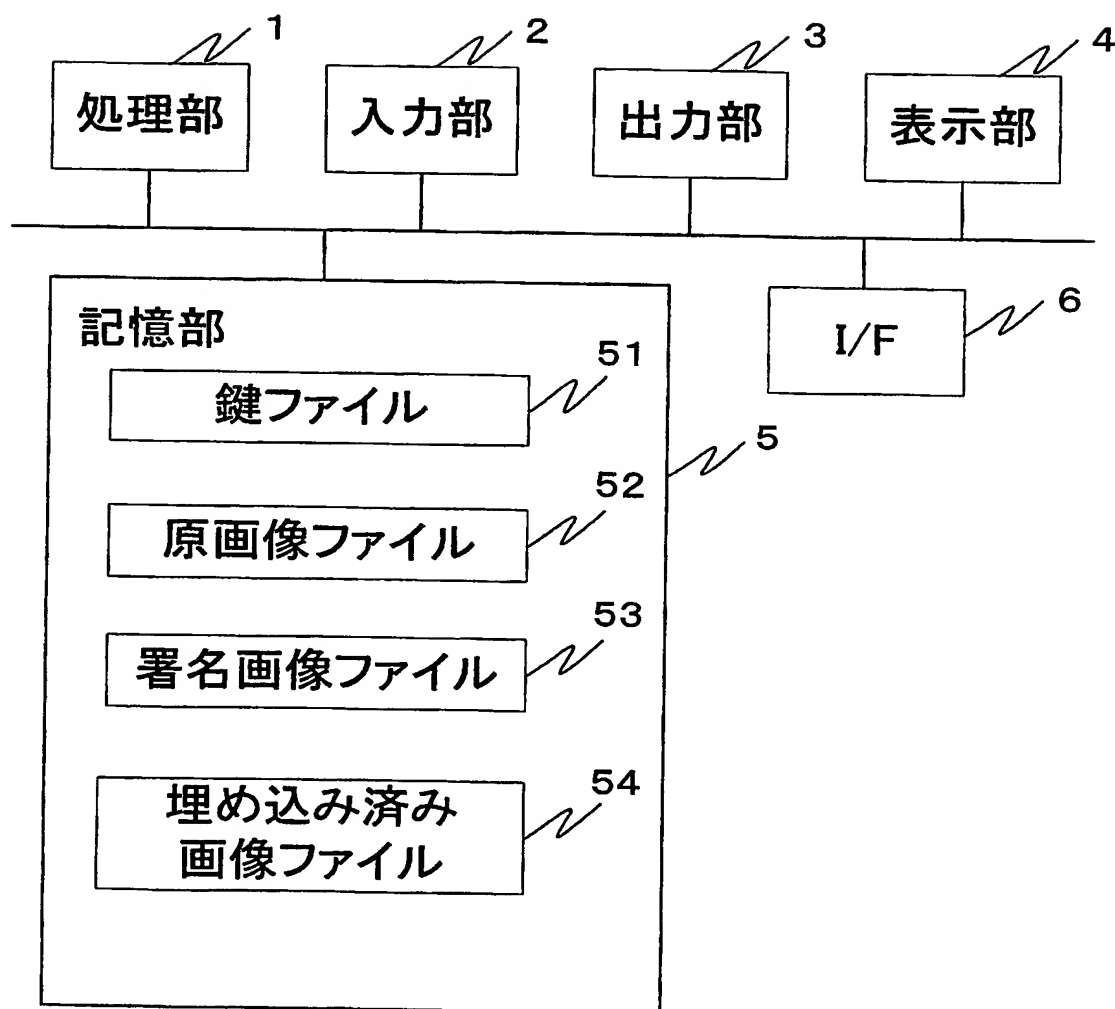 1
2
3
4
処理部
入力部
出力部
表示部
記憶部
I/F
6
51
鍵ファイル
5
52
原画像ファイル
53
署名画像ファイル
54
埋め込み済み
画像ファイル